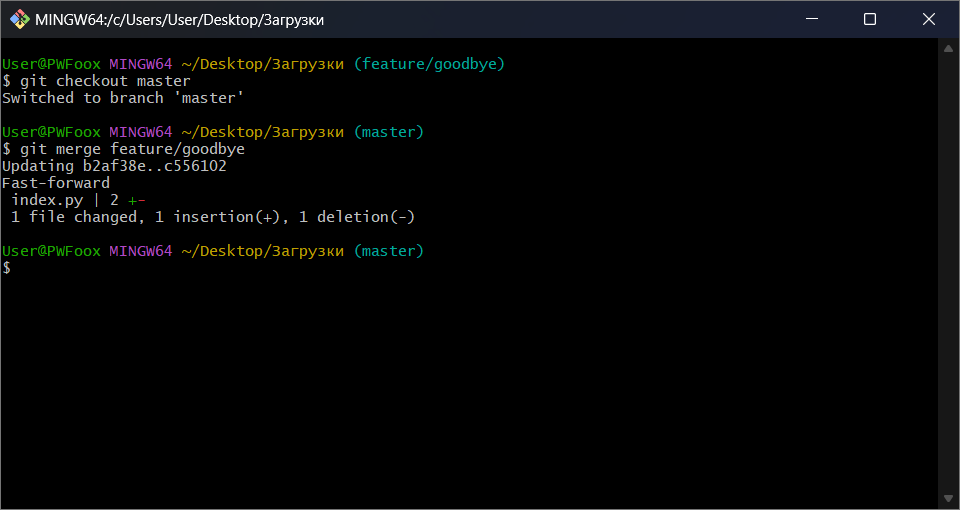 MINGW64:/c/Users/User/Desktop/Загрузки
User@PWFoox MINGW64 ~/Desktop/Загрузки (feature/goodbye)
$ git checkout master
Switched to branch 'master'
User@PWFoox MINGW64 ~/Desktop/Загрузки (master)
$ git merge feature/goodbye
Updating b2af38e..c556102
Fast-forward
 index.py | 2 +-
 1 file changed, 1 insertion(+), 1 deletion(-)
User@PWFoox MINGW64 ~/Desktop/Загрузки (master)
$